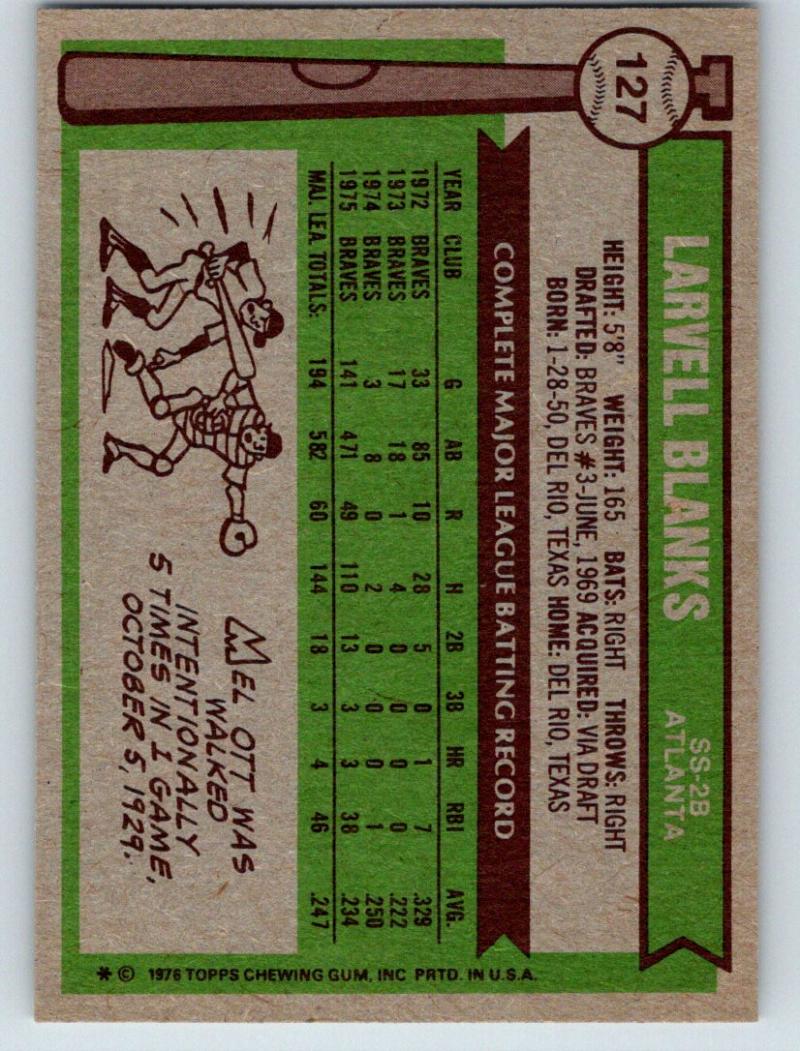 127
LARVELL BLANKS
SS-2B
ATLANTA
HEIGHT: 5'8" WEIGHT: 165 BATS: RIGHT THROWS: RIGHT
DRAFTED: BRAVES #3-JUNE, 1969 ACQUIRED: VIA DRAFT
BORN: 1-28-50, DEL RIO, TEXAS HOME: DEL RIO, TEXAS
COMPLETE MAJOR LEAGUE BATTING RECORD
YEAR CLUB G AB R H 2B 3B HR RBI AVG.
1972 BRAVES 33 85 10 28 5 0 1 7 .329
1973 BRAVES 17 18 1 4 0 0 0 0 .222
1974 BRAVES 3 8 0 2 0 0 0 1 .250
1975 BRAVES 141 471 49 110 13 3 3 38 .234
MAJ. LEA. TOTALS: 194 582 60 144 18 3 4 46 .247
MEL OTT WAS
WALKED
INTENTIONALLY
5 TIMES IN 1 GAME,
OCTOBER 5, 1929.
* © 1976 TOPPS CHEWING GUM, INC PRTD. IN U.S.A.